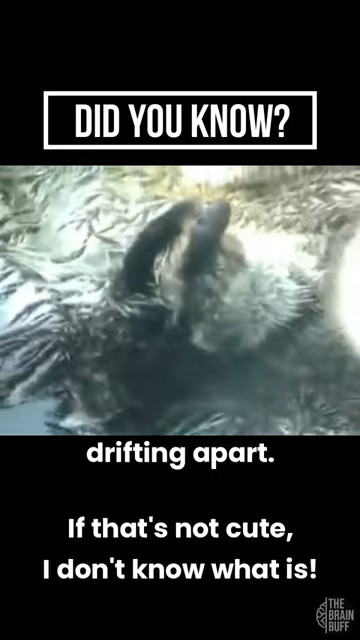 DID YOU KNOW?
drifting apart.
If that's not cute,
I don't know what is!
THE
BRAIN
BUFF